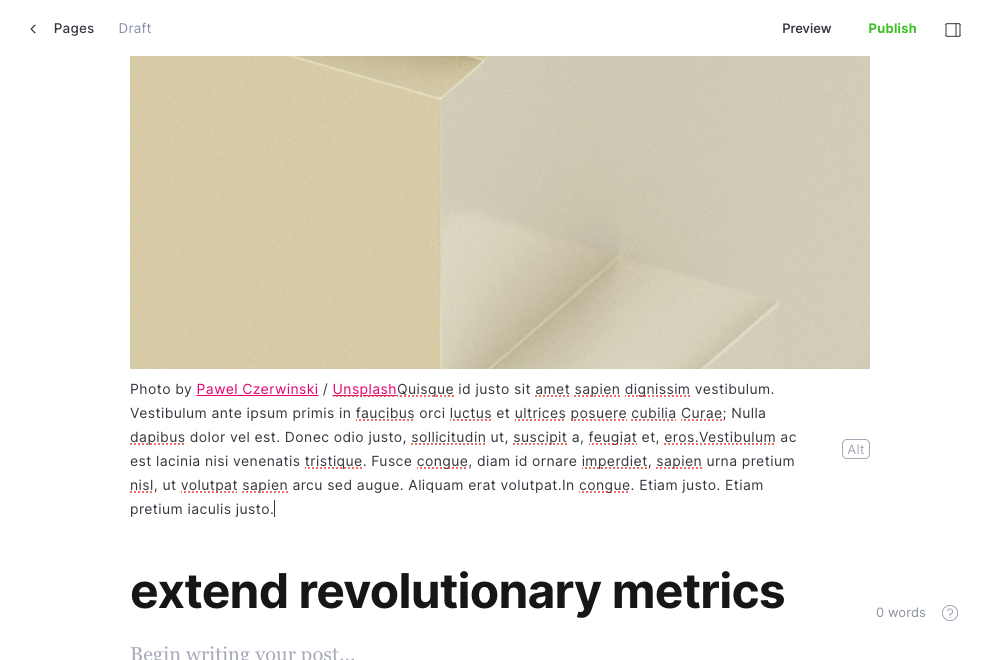 Pages Draft Preview Publish
Photo by Pawel Czerwinski / UnsplashQuisque id justo sit amet sapien dignissim vestibulum.
Vestibulum ante ipsum primis in faucibus orci luctus et ultrices posuere cubilia Curae; Nulla
dapibus dolor vel est. Donec odio justo, sollicitudin ut, suscipit a, feugiat et, eros.Vestibulum ac
est lacinia nisi venenatis tristique. Fusce congue, diam id ornare imperdiet, sapien urna pretium
nisl, ut volutpat sapien arcu sed augue. Aliquam erat volutpat.In congue. Etiam justo. Etiam
pretium iaculis justo.
Alt
extend revolutionary metrics
0 words
Begin writing your post...